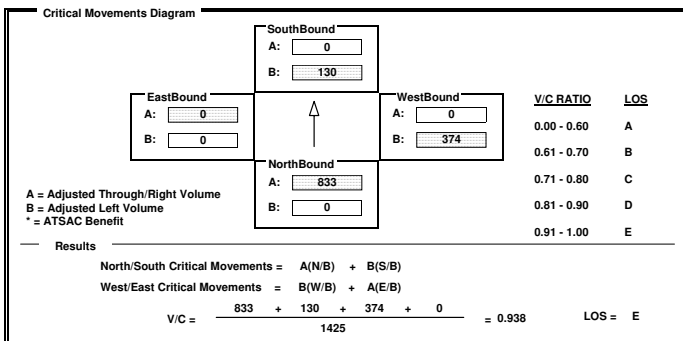 Critical Movements Diagram
SouthBound
A: 0
B: 130
EastBound
A: 0
B: 0
WestBound
A: 0
B: 374
NorthBound
A: 833
B: 0
V/C RATIO LOS
0.00 - 0.60 A
0.61 - 0.70 B
0.71 - 0.80 C
0.81 - 0.90 D
0.91 - 1.00 E
A = Adjusted Through/Right Volume
B = Adjusted Left Volume
* = ATSAC Benefit
Results
North/South Critical Movements = A(N/B) + B(S/B)
West/East Critical Movements = B(W/B) + A(E/B)
V/C = 833 + 130 + 374 + 0 = 0.938 LOS = E
1425